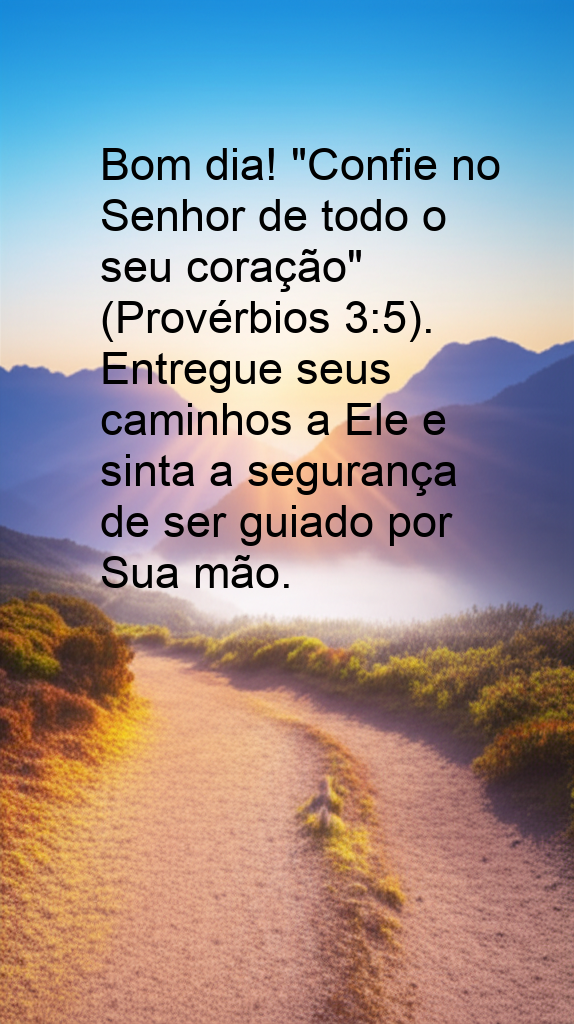 Bom dia! "Confie no
Senhor de todo o
seu coração"
(Provérbios 3:5).
Entregue seus
caminhos a Ele e
sinta a segurança
de ser guiado por
Sua mão.